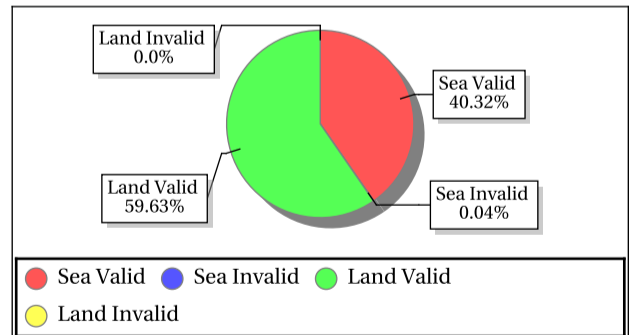 Land Invalid
0.0%
Sea Valid
40.32%
Land Valid
59.63%
Sea Invalid
0.04%
Sea Valid Sea Invalid Land Valid
Land Invalid